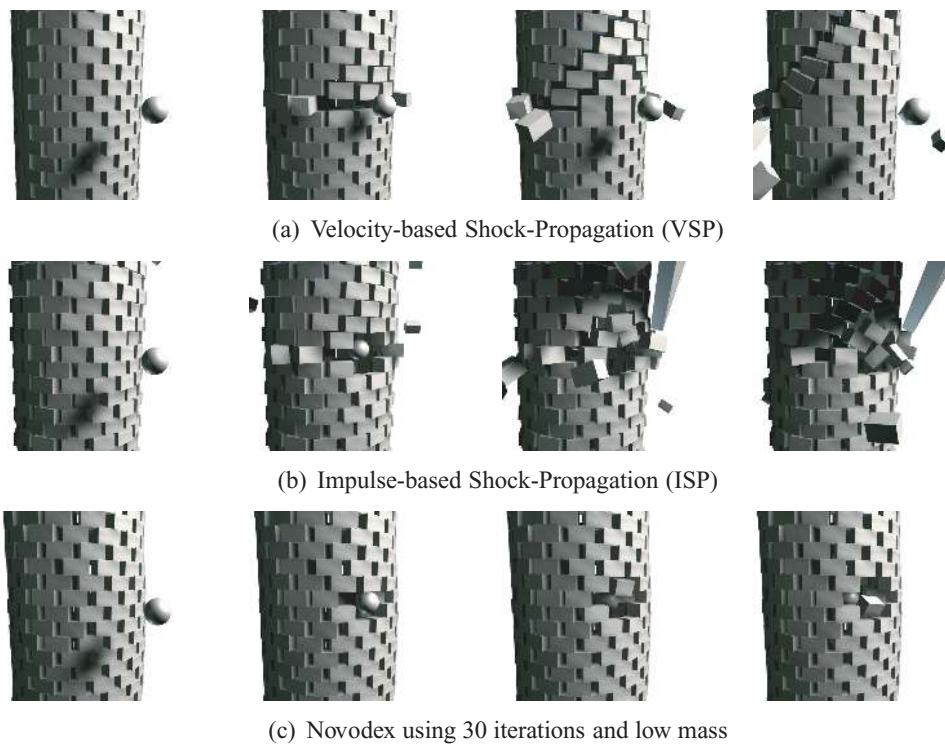 (a) Velocity-based Shock-Propagation (VSP)
(b) Impulse-based Shock-Propagation (ISP)
(c) Novodex using 30 iterations and low mass